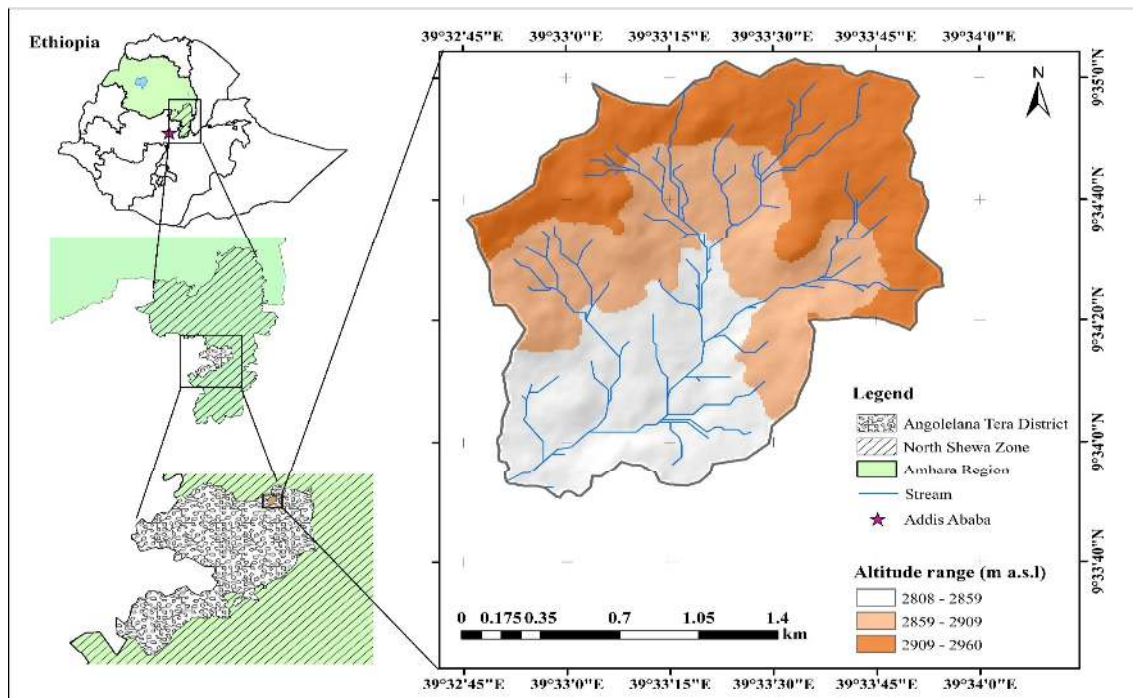 Ethiopia
39°32'45"E 39°33'0"E 39°33'15"E 39°33'30"E 39°33'45"E 39°34'0"E
N
9°35'0"N
9°34'40"N
9°34'20"N
9°34'0"N
9°33'40"N
Legend
Angolelana Tera District
North Shewa Zone
Amhara Region
Stream
Addis Ababa
Altitude range (m a.s.l)
2808 - 2859
2859 - 2909
2909 - 2960
0 0.175 0.35 0.7 1.05 1.4
km
39°32'45"E 39°33'0"E 39°33'15"E 39°33'30"E 39°33'45"E 39°34'0"E